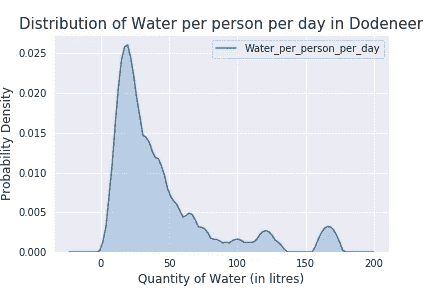 Distribution of Water per person per day in Dodeneer
Water_per_person_per_day
Probability Density
0.025
0.020
0.015
0.010
0.005
0.000
0 50 100 150 200
Quantity of Water (in litres)